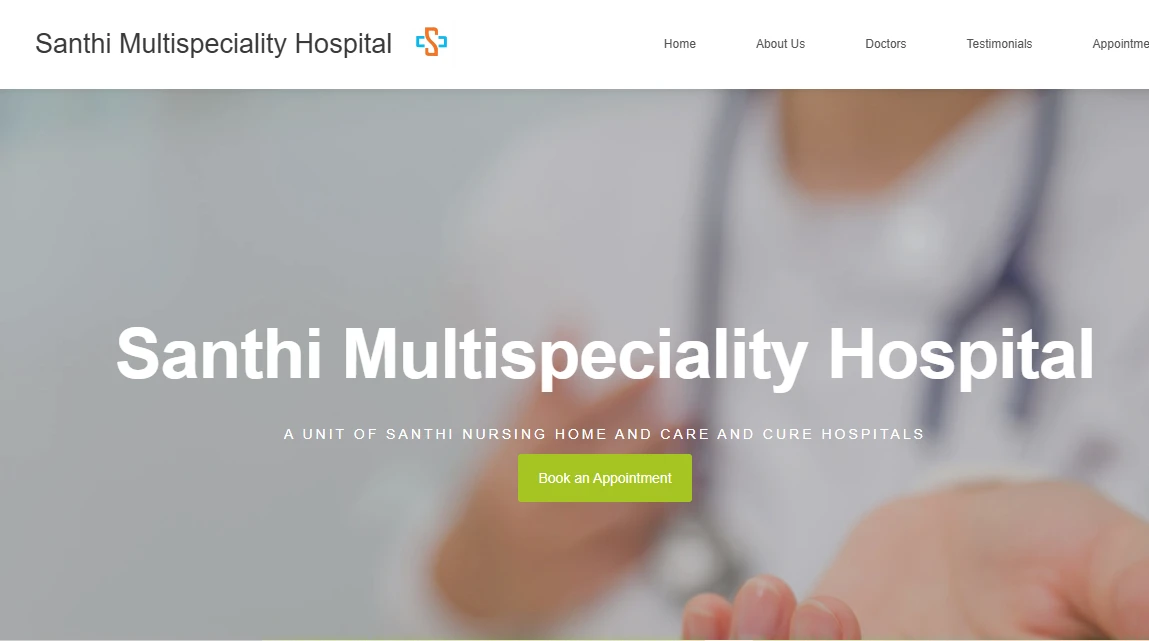 Santhi Multispeciality Hospital
Home
About Us
Doctors
Testimonials
Appointme
Santhi Multispeciality Hospital
A UNIT OF SANTHI NURSING HOME AND CARE AND CURE HOSPITALS
Book an Appointment